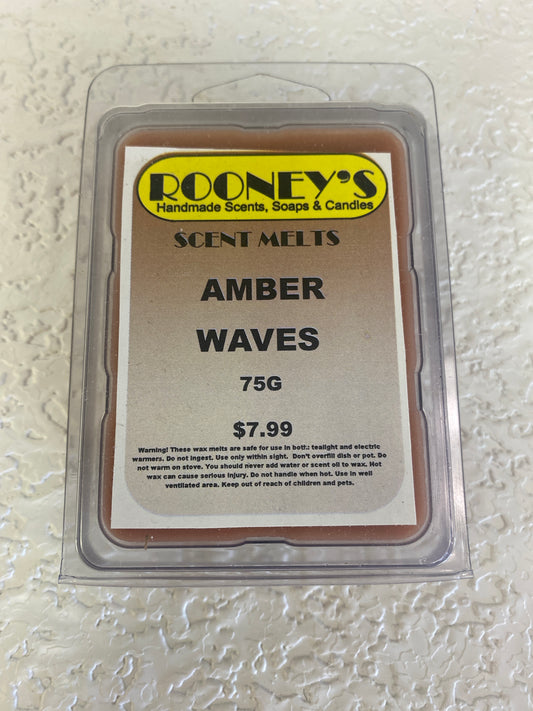 ROONEY'S
Handmade Scents, Soaps & Candles
SCENT MELTS
AMBER
WAVES
75G
$7.99
Warning! These wax melts are safe for use in both: tealight and electric
warmers. Do not ingest. Use only within sight. Don't overfill dish or pot. Do
not warm on stove. You should never add water or scent oil to wax. Hot
wax can cause serious injury. Do not handle when hot. Use in well
ventilated area. Keep out of reach of children and pets.